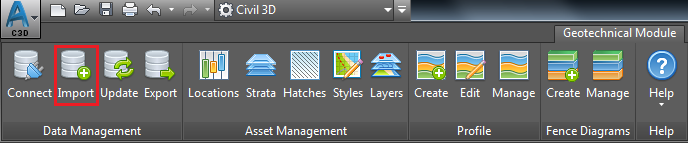 A
C3D
Civil 3D
Geotechnical Module
Connect Import Update Export Locations Strata Hatches Styles Layers Create Edit Manage Create Manage Help
Data Management Asset Management Profile Fence Diagrams Help